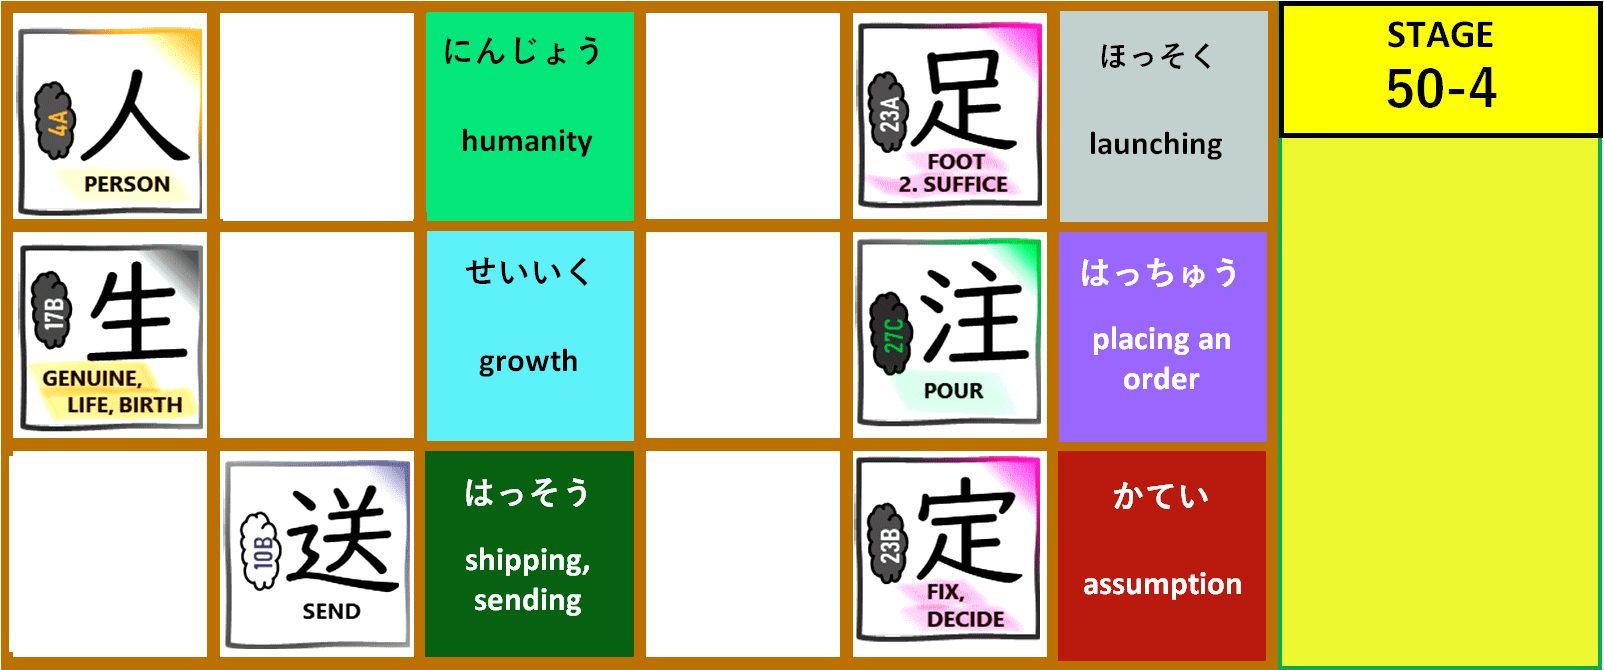 人
4A
PERSON
にんじょう
humanity
足
23A
FOOT
2. SUFFICE
ほっそく
launching
STAGE
50-4
生
17B
GENUINE,
LIFE, BIRTH
せいいく
growth
注
27C
POUR
はっちゅう
placing an
order
送
10B
SEND
はっそう
shipping,
sending
定
23B
FIX,
DECIDE
かてい
assumption